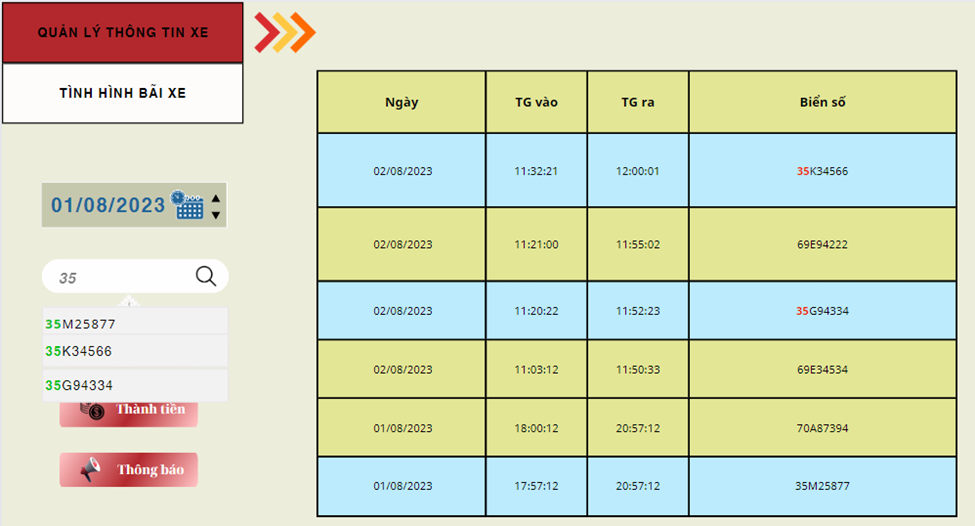 QUẢN LÝ THÔNG TIN XE
TÌNH HÌNH BÃI XE
01/08/2023
35
35M25877
35K34566
35G94334
Thành tiền
Thông báo
Ngày TG vào TG ra Biển số
02/08/2023 11:32:21 12:00:01 35K34566
02/08/2023 11:21:00 11:55:02 69E94222
02/08/2023 11:20:22 11:52:23 35G94334
02/08/2023 11:03:12 11:50:33 69E34534
01/08/2023 18:00:12 20:57:12 70A87394
01/08/2023 17:57:12 20:57:12 35M25877